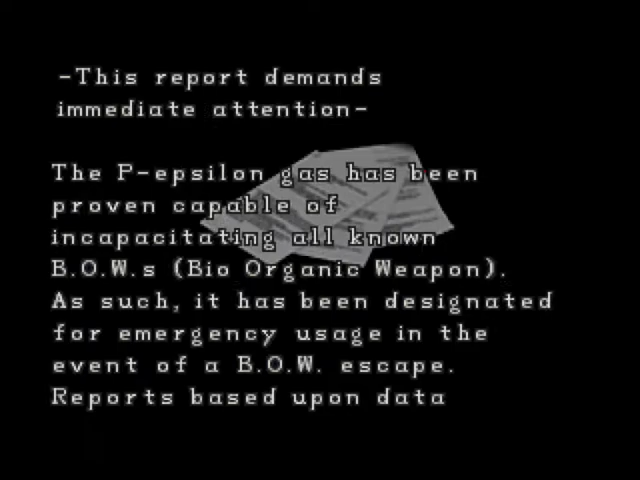 -This report demands
immediate attention-
The P-epsilon gas has been
proven capable of
incapacitating all known
B.O.W.s (Bio Organic Weapon).
As such, it has been designated
for emergency usage in the
event of a B.O.W. escape.
Reports based upon data